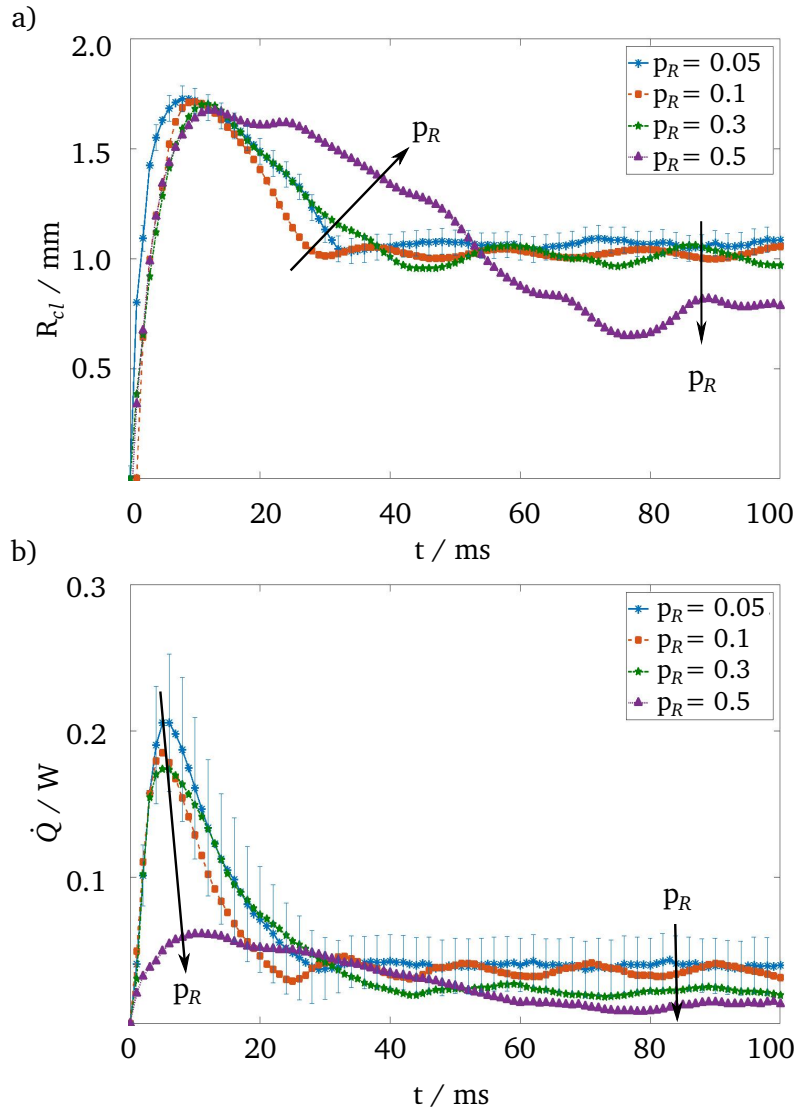 a)
2.0
1.5
1.0
0.5
R_cl / mm
p_R = 0.05
p_R = 0.1
p_R = 0.3
p_R = 0.5
p_R
p_R
0 20 40 60 80 100
t / ms
b)
0.3
0.2
0.1
0
Q̇ / W
p_R = 0.05
p_R = 0.1
p_R = 0.3
p_R = 0.5
p_R
p_R
20 40 60 80 100
t / ms